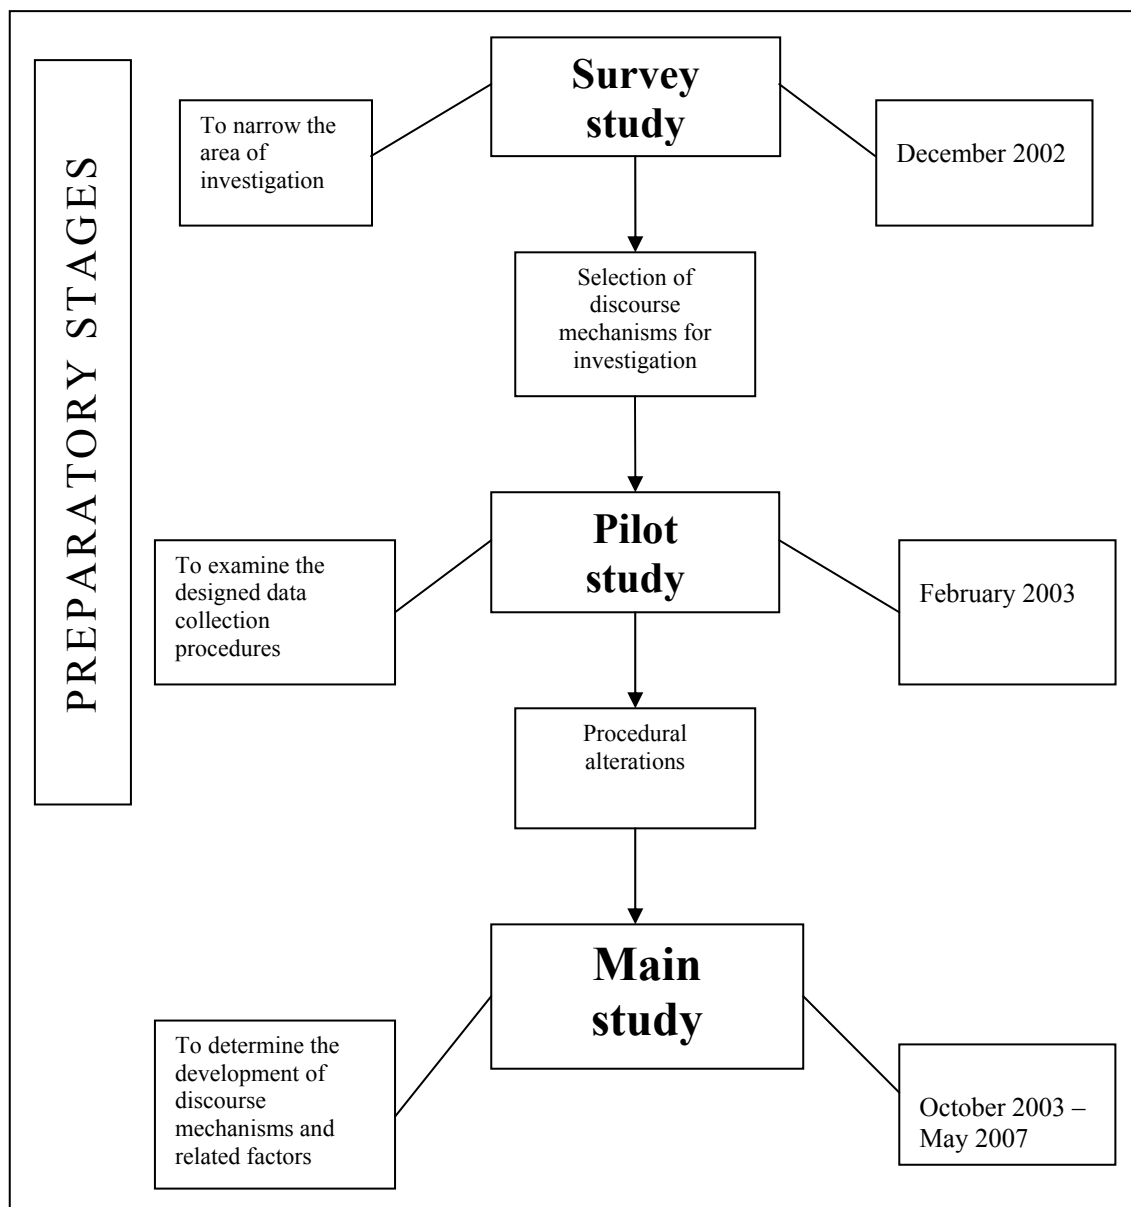 PREPARATORY STAGES
Survey
study
To narrow the
area of
investigation
December 2002
Selection of
discourse
mechanisms for
investigation
Pilot
study
To examine the
designed data
collection
procedures
February 2003
Procedural
alterations
Main
study
To determine the
development of
discourse
mechanisms and
related factors
October 2003 –
May 2007